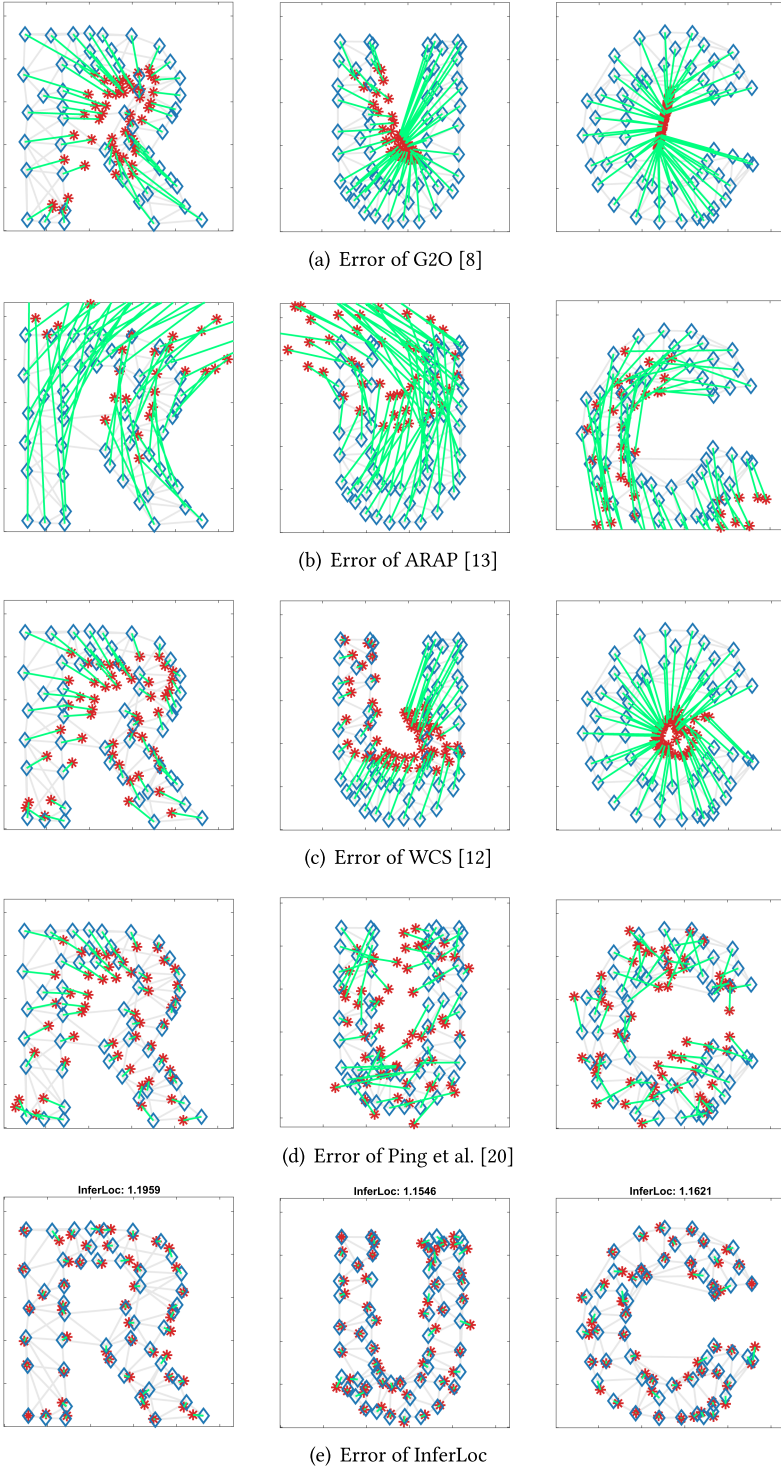 (a) Error of G2O [8]
(b) Error of ARAP [13]
(c) Error of WCS [12]
(d) Error of Ping et al. [20]
InferLoc: 1.1959
InferLoc: 1.1546
InferLoc: 1.1621
(e) Error of InferLoc